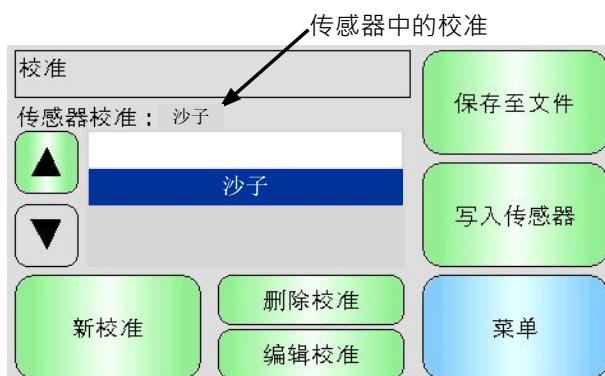 传感器中的校准
校准
传感器校准： 沙子
沙子
保存至文件
写入传感器
新校准
删除校准
编辑校准
菜单